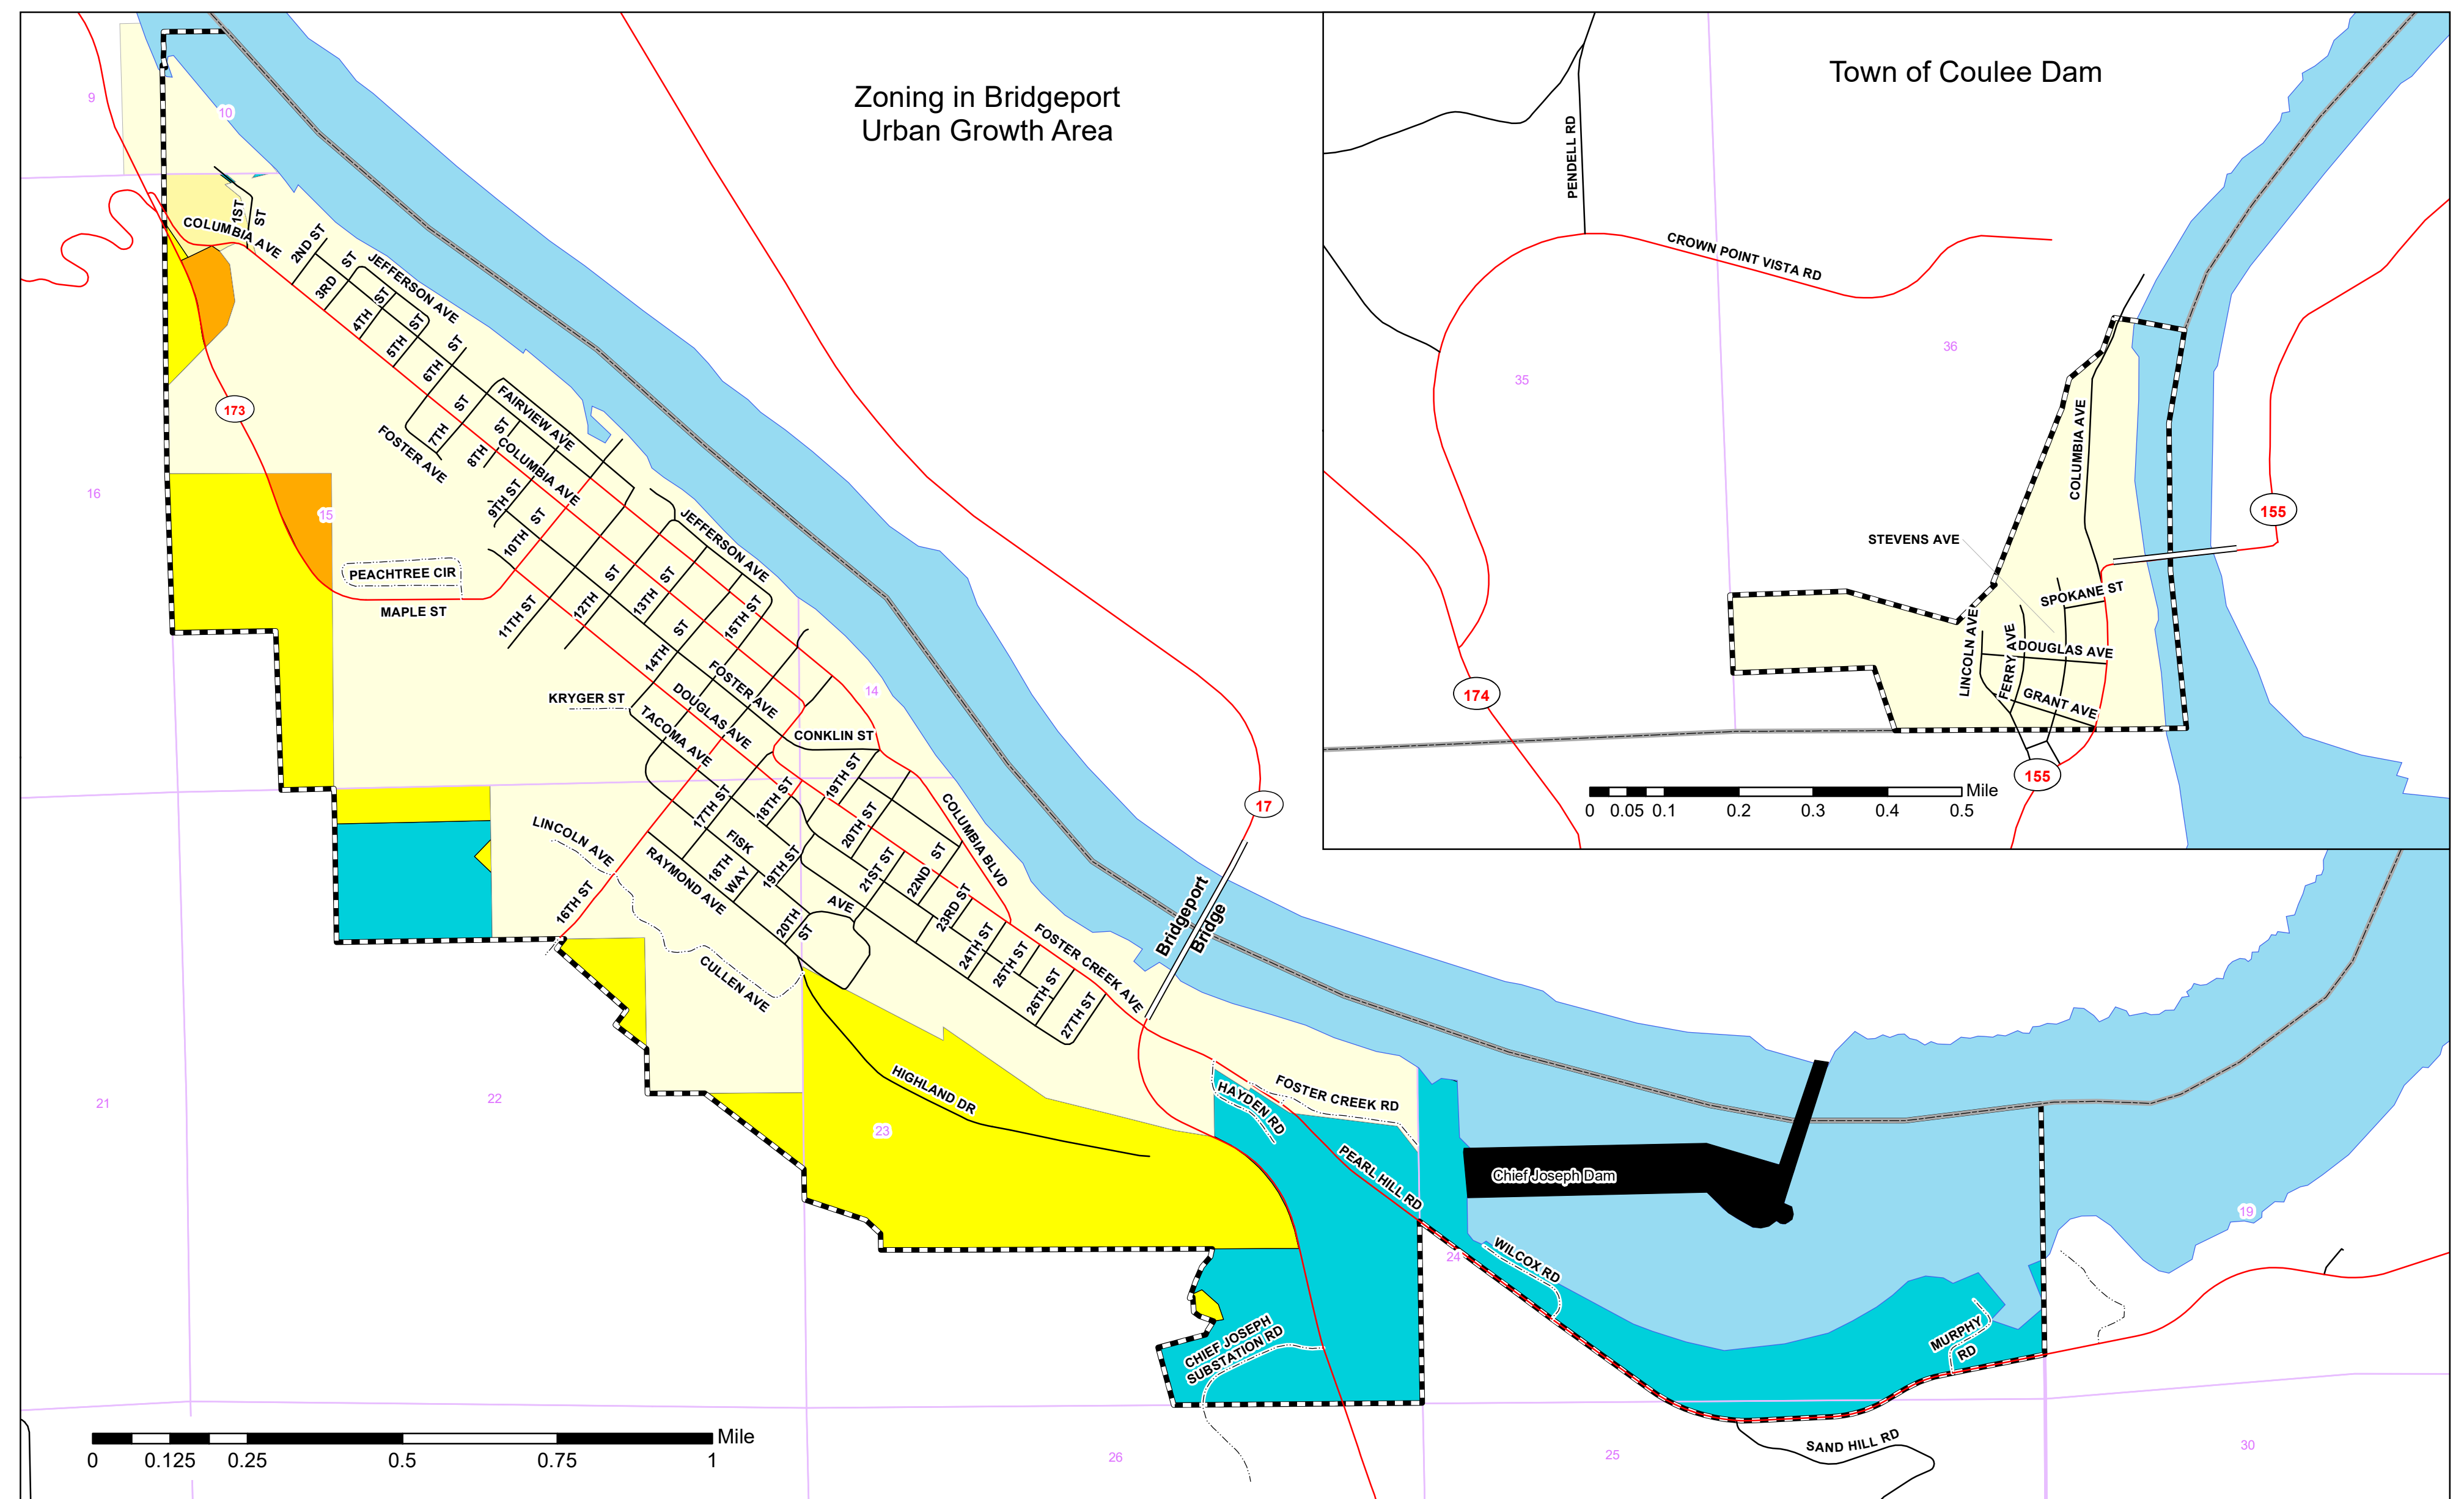 Zoning in Bridgeport
Urban Growth Area
9
10
16
15
14
21
22
23
24
26
25
19
30
173
17
1ST
ST
COLUMBIA AVE
2ND ST
3RD
ST
4TH
ST
5TH
ST
6TH
ST
JEFFERSON AVE
7TH
ST
8TH
ST
FAIRVIEW AVE
COLUMBIA AVE
FOSTER AVE
9TH ST
10TH
ST
JEFFERSON AVE
11TH ST
12TH
ST
13TH
ST
14TH
ST
15TH ST
PEACHTREE CIR
MAPLE ST
KRYGER ST
FOSTER AVE
DOUGLAS AVE
TACOMA AVE
CONKLIN ST
16TH ST
17TH ST
18TH ST
19TH ST
20TH ST
COLUMBIA BLVD
LINCOLN AVE
RAYMOND AVE
FISK
AVE
18TH
WAY
19TH ST
20TH
ST
21ST ST
22ND
ST
23RD ST
24TH ST
25TH ST
26TH ST
27TH ST
CULLEN AVE
FOSTER CREEK AVE
Bridgeport
Bridge
HIGHLAND DR
HAYDEN RD
FOSTER CREEK RD
PEARL HILL RD
Chief Joseph Dam
WILCOX RD
MURPHY
RD
CHIEF JOSEPH
SUBSTATION RD
SAND HILL RD
0 0.125 0.25 0.5 0.75 1 Mile
Town of Coulee Dam
PENDELL RD
CROWN POINT VISTA RD
35
36
174
155
155
COLUMBIA AVE
STEVENS AVE
SPOKANE ST
LINCOLN AVE
FERRY AVE
DOUGLAS AVE
GRANT AVE
0 0.05 0.1 0.2 0.3 0.4 0.5 Mile